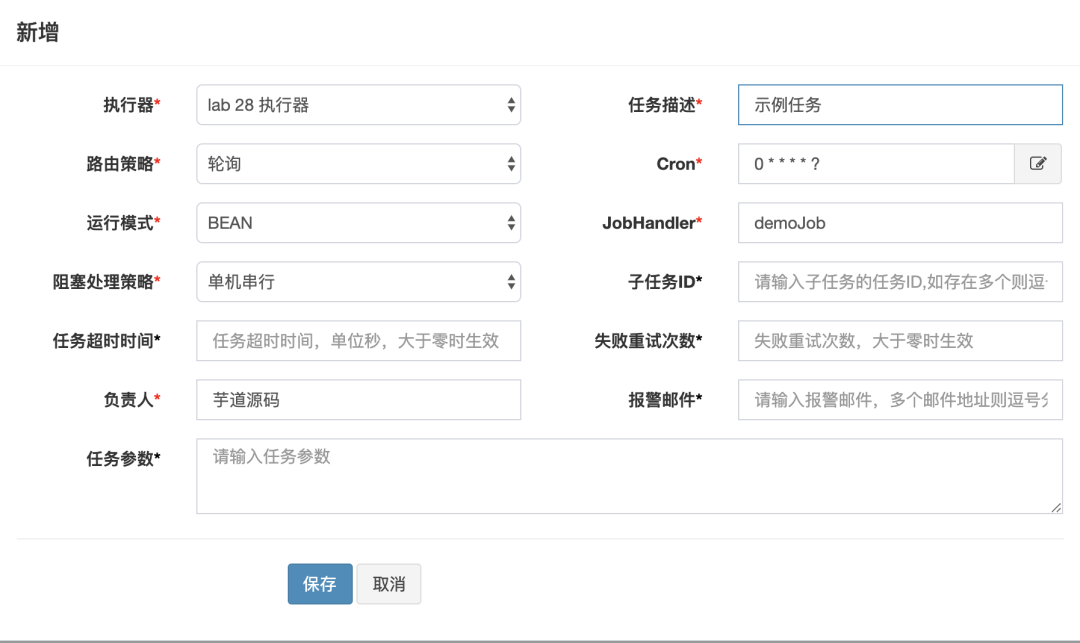 新增
执行器* lab 28 执行器 任务描述* 示例任务
路由策略* 轮询 Cron* 0 * * * * ?
运行模式* BEAN JobHandler* demoJob
阻塞处理策略* 单机串行 子任务ID* 请输入子任务的任务ID,如存在多个则逗
任务超时时间* 任务超时时间，单位秒，大于零时生效 失败重试次数* 失败重试次数，大于零时生效
负责人* 芋道源码 报警邮件* 请输入报警邮件，多个邮件地址则逗号分
任务参数* 请输入任务参数
保存 取消